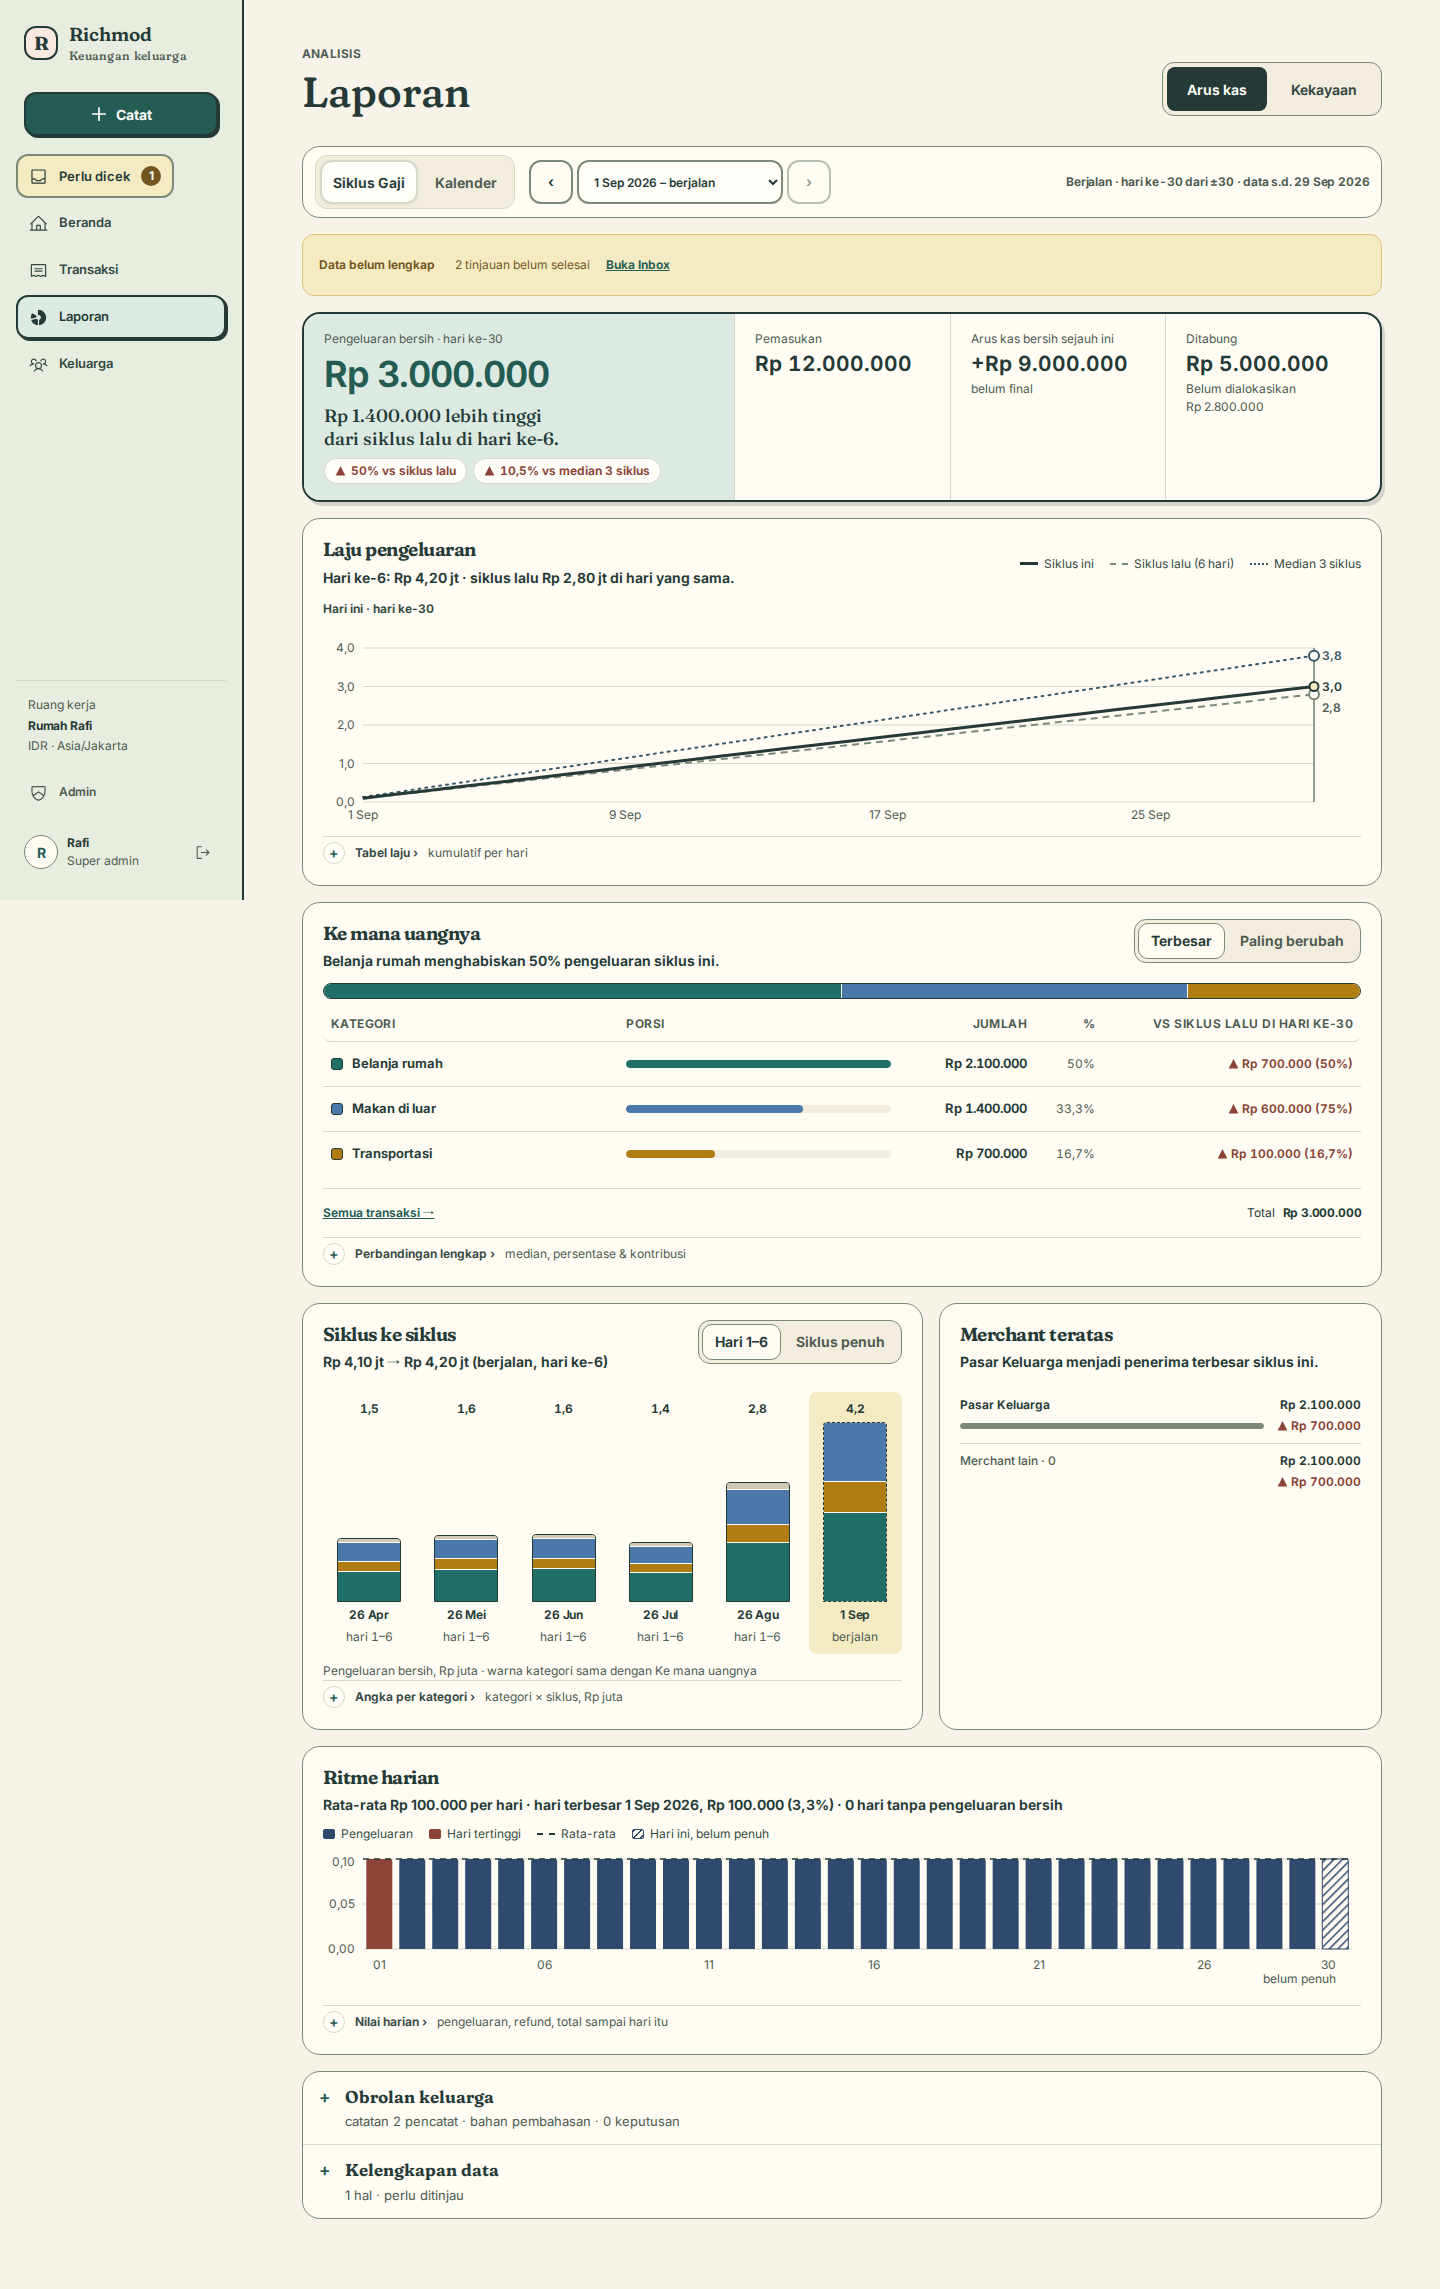 R
Richmod
Keuangan keluarga
Catat
Perlu dicek 1
Beranda
Transaksi
Laporan
Keluarga
Ruang kerja
Rumah Rafi
IDR · Asia/Jakarta
Admin
R
Rafi
Super admin
ANALISIS
Laporan
Arus kas
Kekayaan
Siklus Gaji
Kalender
‹
1 Sep 2026 – berjalan
›
Berjalan · hari ke-30 dari ±30 · data s.d. 29 Sep 2026
Data belum lengkap 2 tinjauan belum selesai Buka Inbox
Pengeluaran bersih · hari ke-30
Rp 3.000.000
Rp 1.400.000 lebih tinggi
dari siklus lalu di hari ke-6.
▲ 50% vs siklus lalu
▲ 10,5% vs median 3 siklus
Pemasukan
Rp 12.000.000
Arus kas bersih sejauh ini
+Rp 9.000.000
belum final
Ditabung
Rp 5.000.000
Belum dialokasikan
Rp 2.800.000
Laju pengeluaran
Hari ke-6: Rp 4,20 jt · siklus lalu Rp 2,80 jt di hari yang sama.
Siklus ini
Siklus lalu (6 hari)
Median 3 siklus
Hari ini · hari ke-30
4,0
3,0
2,0
1,0
0,0
3,8
3,0
2,8
1 Sep
9 Sep
17 Sep
25 Sep
+ Tabel laju › kumulatif per hari
Ke mana uangnya
Belanja rumah menghabiskan 50% pengeluaran siklus ini.
Terbesar
Paling berubah
KATEGORI PORSI JUMLAH % VS SIKLUS LALU DI HARI KE-30
Belanja rumah Rp 2.100.000 50% ▲ Rp 700.000 (50%)
Makan di luar Rp 1.400.000 33,3% ▲ Rp 600.000 (75%)
Transportasi Rp 700.000 16,7% ▲ Rp 100.000 (16,7%)
Semua transaksi →
Total Rp 3.000.000
+ Perbandingan lengkap › median, persentase & kontribusi
Siklus ke siklus
Rp 4,10 jt → Rp 4,20 jt (berjalan, hari ke-6)
Hari 1–6
Siklus penuh
1,5 1,6 1,6 1,4 2,8 4,2
26 Apr 26 Mei 26 Jun 26 Jul 26 Agu 1 Sep
hari 1–6 hari 1–6 hari 1–6 hari 1–6 hari 1–6 berjalan
Pengeluaran bersih, Rp juta · warna kategori sama dengan Ke mana uangnya
+ Angka per kategori › kategori × siklus, Rp juta
Merchant teratas
Pasar Keluarga menjadi penerima terbesar siklus ini.
Pasar Keluarga Rp 2.100.000
▲ Rp 700.000
Merchant lain · 0 Rp 2.100.000
▲ Rp 700.000
Ritme harian
Rata-rata Rp 100.000 per hari · hari terbesar 1 Sep 2026, Rp 100.000 (3,3%) · 0 hari tanpa pengeluaran bersih
Pengeluaran
Hari tertinggi
Rata-rata
Hari ini, belum penuh
0,10
0,05
0,00
01 06 11 16 21 26 30
belum penuh
+ Nilai harian › pengeluaran, refund, total sampai hari itu
+ Obrolan keluarga
catatan 2 pencatat · bahan pembahasan · 0 keputusan
+ Kelengkapan data
1 hal · perlu ditinjau